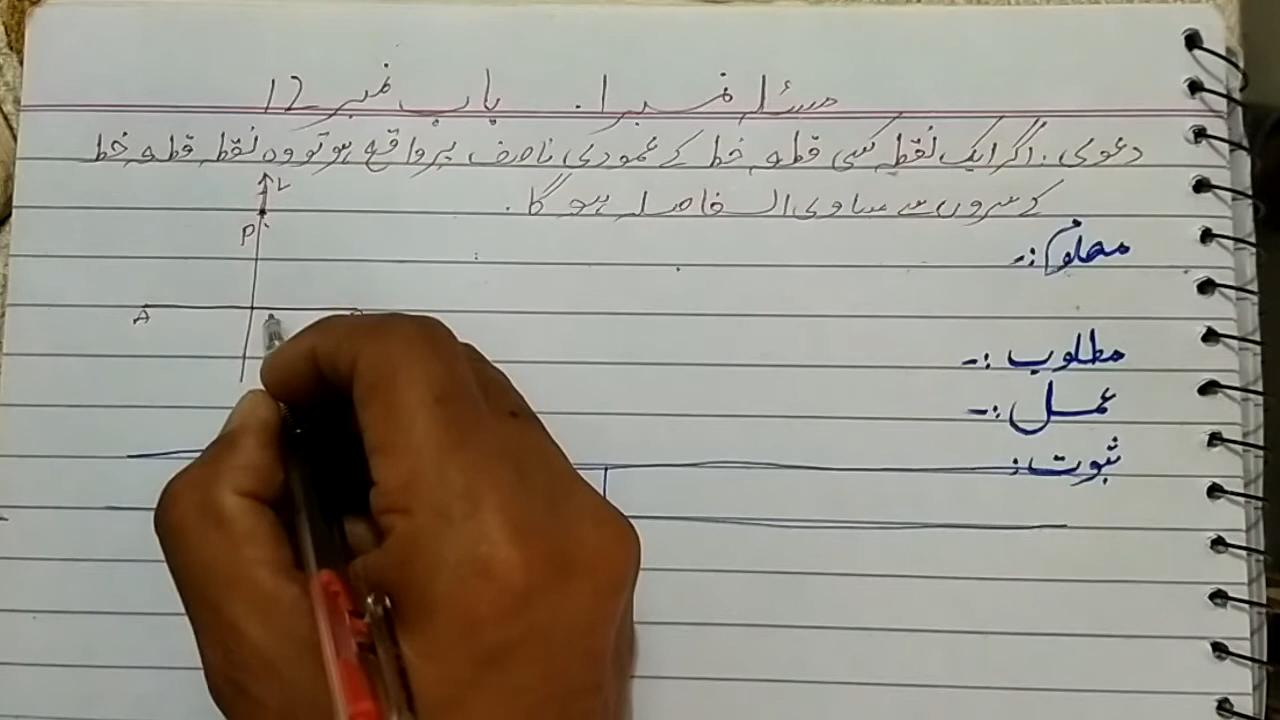 مسئلہ نمبر 1. باب نمبر 12
دعوی. اگر ایک نقطہ کسی قطعہ خط کے عمودی ناصف پر واقع ہو تو وہ نقطہ قطعہ خط
کے سروں سے مساوی الفاصلہ ہو گا.
L
P
معلوم :-
A
مطلوب :-
عمل :-
ثبوت :